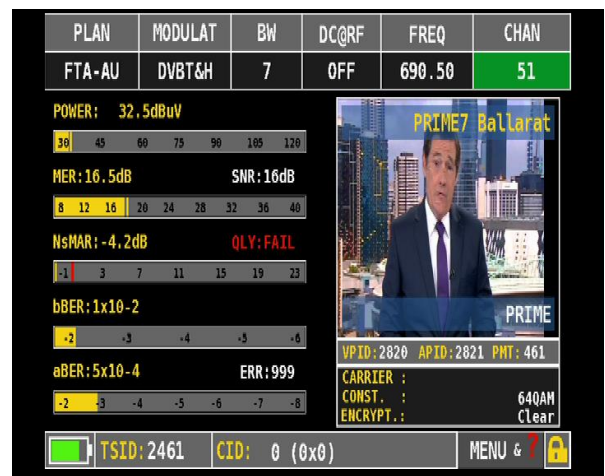 PLAN MODULAT BW DC@RF FREQ CHAN
FTA-AU DVBT&H 7 OFF 690.50 51
POWER: 32.5dBuV
30 45 60 75 90 105 120
MER:16.5dB SNR:16dB
8 12 16 20 24 28 32 36 40
NsMAR:-4.2dB QLY:FAIL
-1 3 7 11 15 19 23
bBER:1x10-2
-2 -3 -4 -5 -6
aBER:5x10-4 ERR:999
-2 -3 -4 -5 -6 -7 -8
PRIME7 Ballarat
PRIME
VPID:2820 APID:2821 PMT:461
CARRIER :
CONST. : 64QAM
ENCRYPT.: Clear
TSID:2461 CID: 0 (0x0) MENU & ?